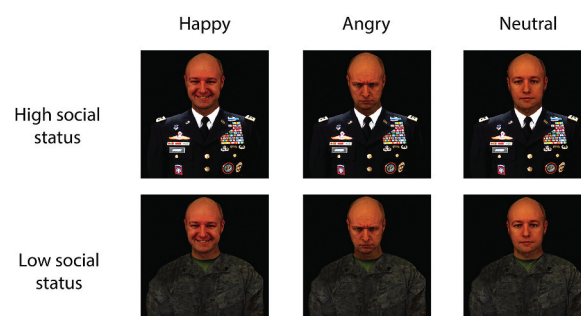 Happy
Angry
Neutral
High social
status
Low social
status